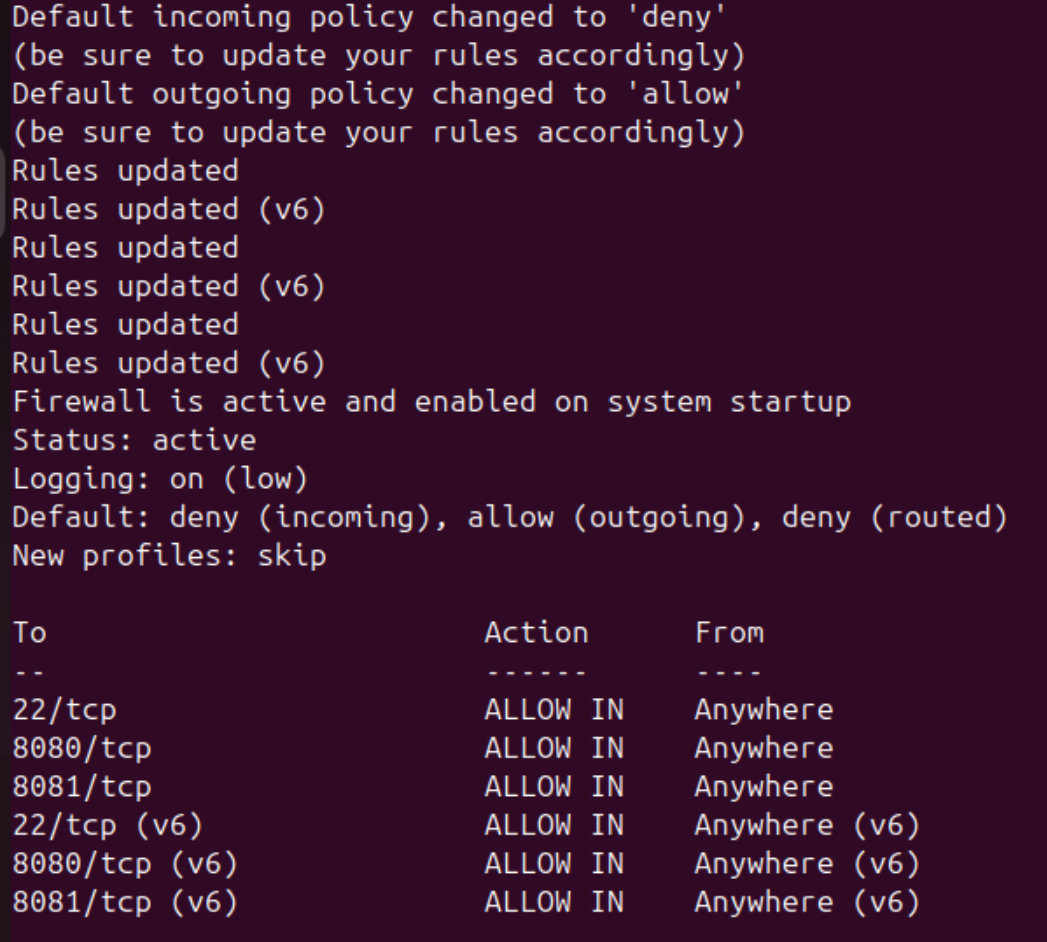 Default incoming policy changed to 'deny'
(be sure to update your rules accordingly)
Default outgoing policy changed to 'allow'
(be sure to update your rules accordingly)
Rules updated
Rules updated (v6)
Rules updated
Rules updated (v6)
Rules updated
Rules updated (v6)
Firewall is active and enabled on system startup
Status: active
Logging: on (low)
Default: deny (incoming), allow (outgoing), deny (routed)
New profiles: skip

To                         Action      From
--                         ------      ----
22/tcp                     ALLOW IN    Anywhere
8080/tcp                   ALLOW IN    Anywhere
8081/tcp                   ALLOW IN    Anywhere
22/tcp (v6)                ALLOW IN    Anywhere (v6)
8080/tcp (v6)              ALLOW IN    Anywhere (v6)
8081/tcp (v6)              ALLOW IN    Anywhere (v6)